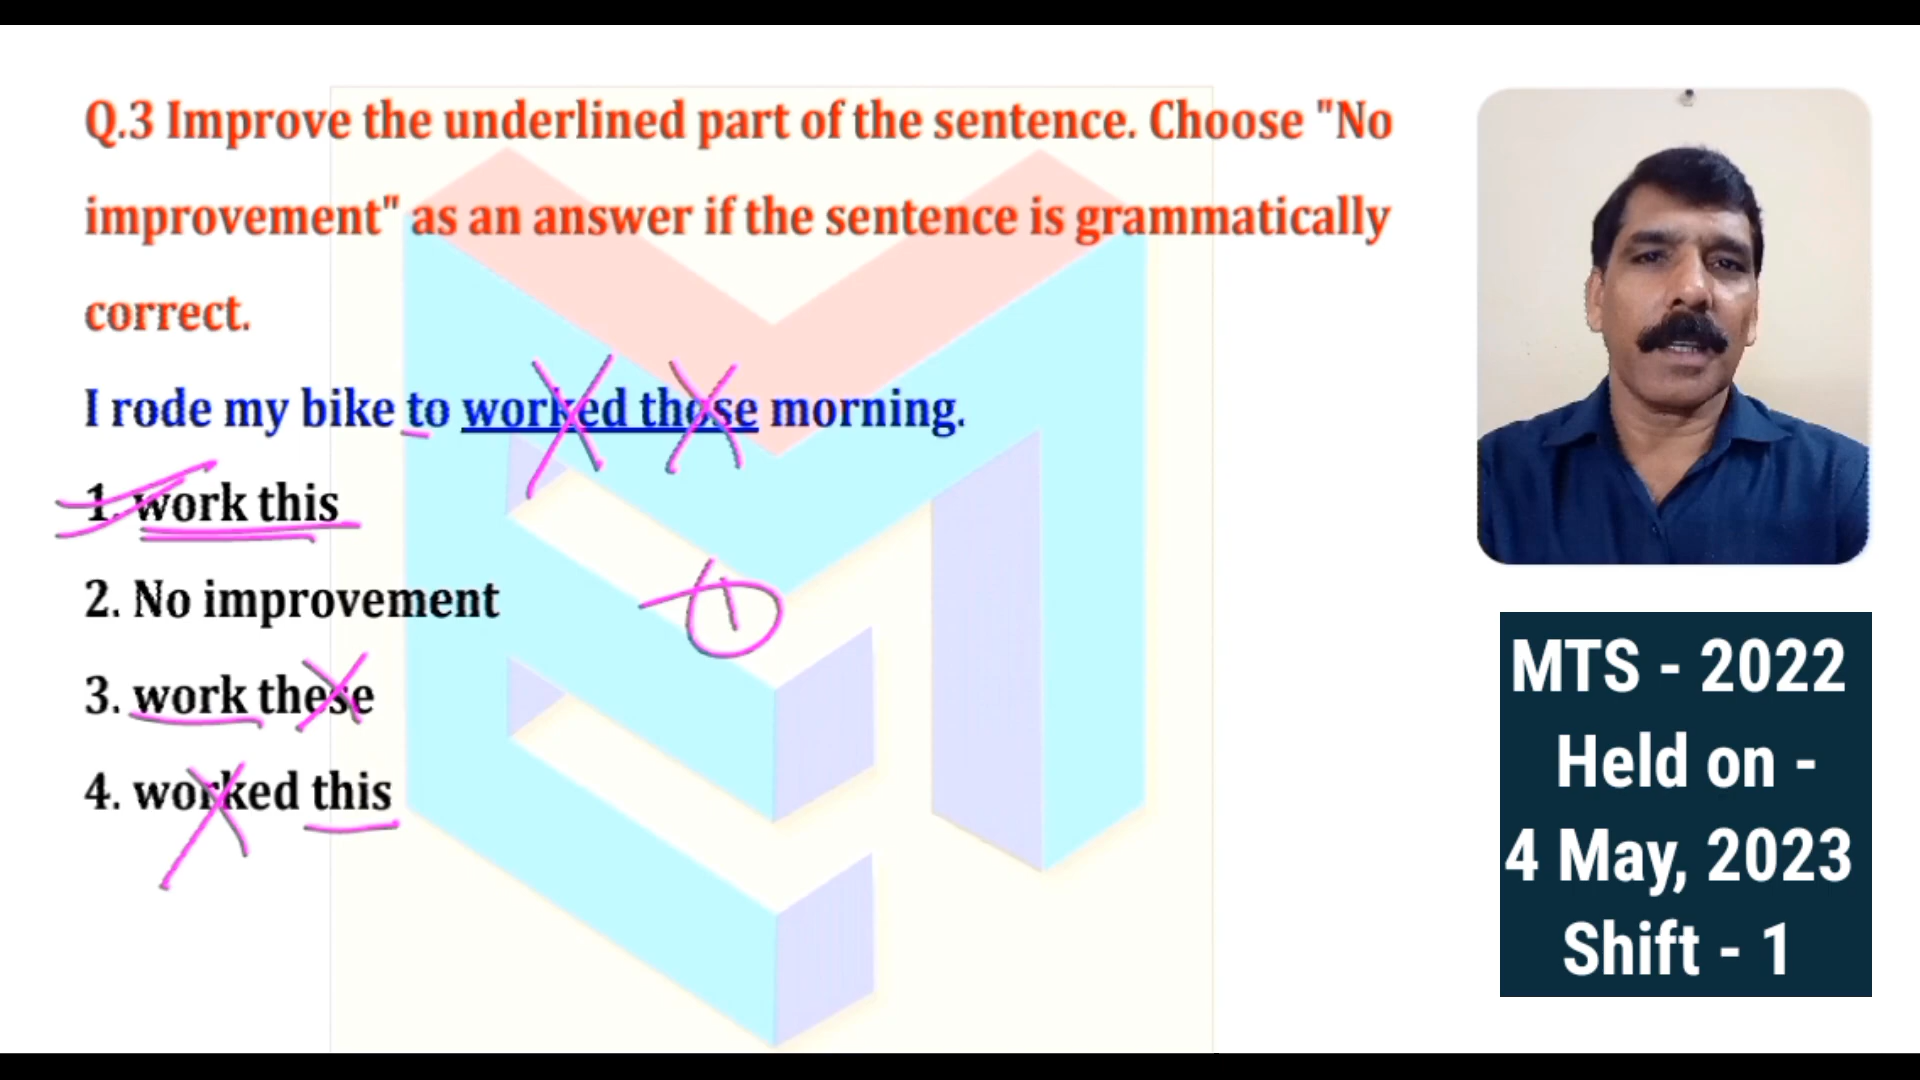 Q.3 Improve the underlined part of the sentence. Choose "No
improvement" as an answer if the sentence is grammatically
correct.
I rode my bike to worked those morning.
1. work this
2. No improvement
3. work these
4. worked this
1
MTS - 2022
Held on -
4 May, 2023
Shift - 1